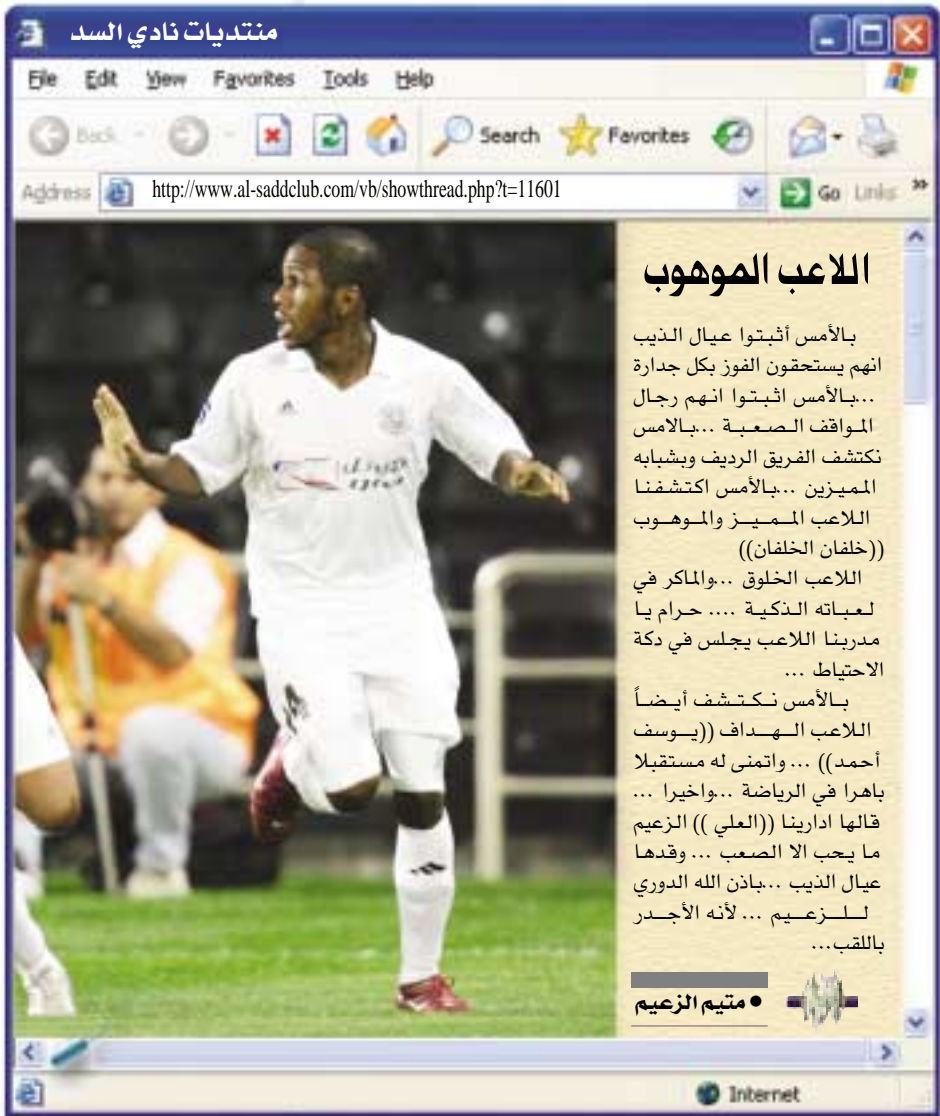 منتديات نادي السد
File Edit View Favorites Tools Help
Back Search Favorites
Address http://www.al-saddclub.com/vb/showthread.php?t=11601 Go Links
اللاعب الموهوب
بالأمس أثبتوا عيال الذيب
انهم يستحقون الفوز بكل جدارة
...بالأمس اثبتوا انهم رجال
المواقف الصعبة ...بالامس
نكتشف الفريق الرديف وبشبابه
المميزين ...بالأمس اكتشفنا
اللاعب المميز والموهوب
((خلفان الخلفان))
اللاعب الخلوق ...والماكر في
لعباته الذكية .... حرام يا
مدربنا اللاعب يجلس في دكة
الاحتياط ...
بالأمس نكتشف أيضاً
اللاعب الهداف ((يوسف
أحمد)) ... واتمنى له مستقبلا
باهرا في الرياضة ...واخيرا ...
قالها ادارينا ((العلي )) الزعيم
ما يحب الا الصعب ... وقدها
عيال الذيب ...باذن الله الدوري
للزعيم ... لأنه الأجدر
باللقب...
● متيم الزعيم
Internet